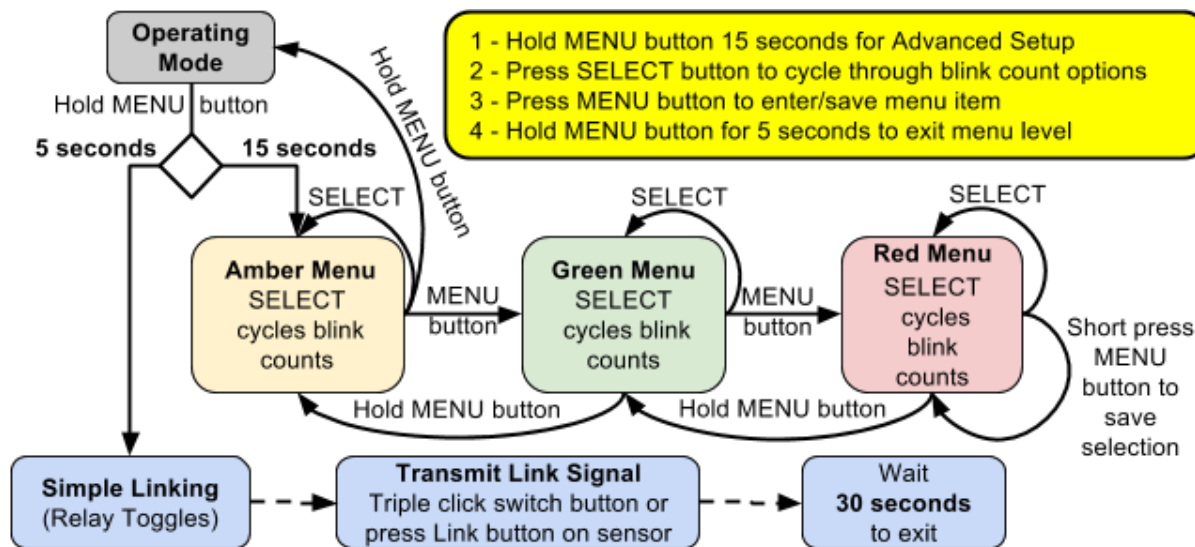 Operating
Mode
1 - Hold MENU button 15 seconds for Advanced Setup
2 - Press SELECT button to cycle through blink count options
3 - Press MENU button to enter/save menu item
4 - Hold MENU button for 5 seconds to exit menu level
Hold MENU button
Hold MENU button
5 seconds
15 seconds
SELECT
SELECT
SELECT
Amber Menu
SELECT
cycles blink
counts
MENU
button
Green Menu
SELECT
cycles blink
counts
MENU
button
Red Menu
SELECT
cycles
blink
counts
Short press
MENU
button to
save
selection
Hold MENU button
Hold MENU button
Simple Linking
(Relay Toggles)
Transmit Link Signal
Triple click switch button or
press Link button on sensor
Wait
30 seconds
to exit